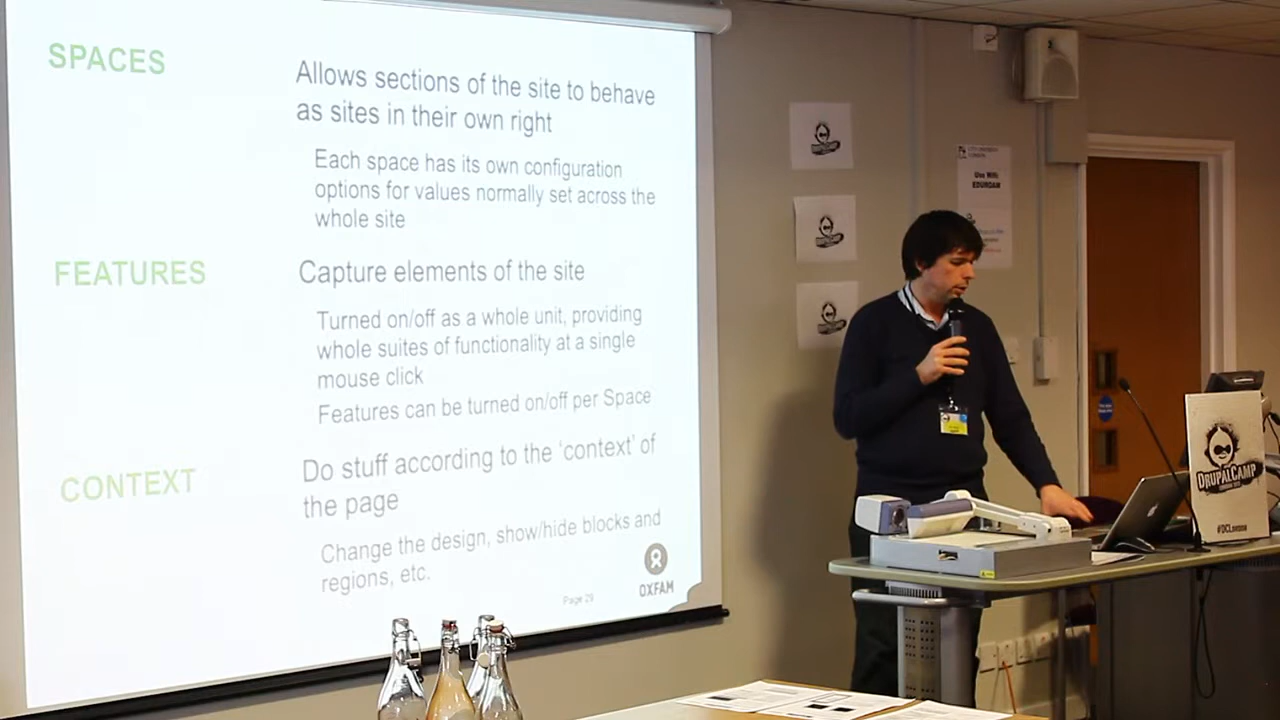 SPACES
Allows sections of the site to behave
as sites in their own right
Each space has its own configuration
options for values normally set across the
whole site
FEATURES
Capture elements of the site
Turned on/off as a whole unit, providing
whole suites of functionality at a single
mouse click
Features can be turned on/off per Space
CONTEXT
Do stuff according to the 'context' of
the page
Change the design, show/hide blocks and
regions, etc.
OXFAM
Page 29
Use With:
EDUROAM
DRUPALCAMP
#DCLondon